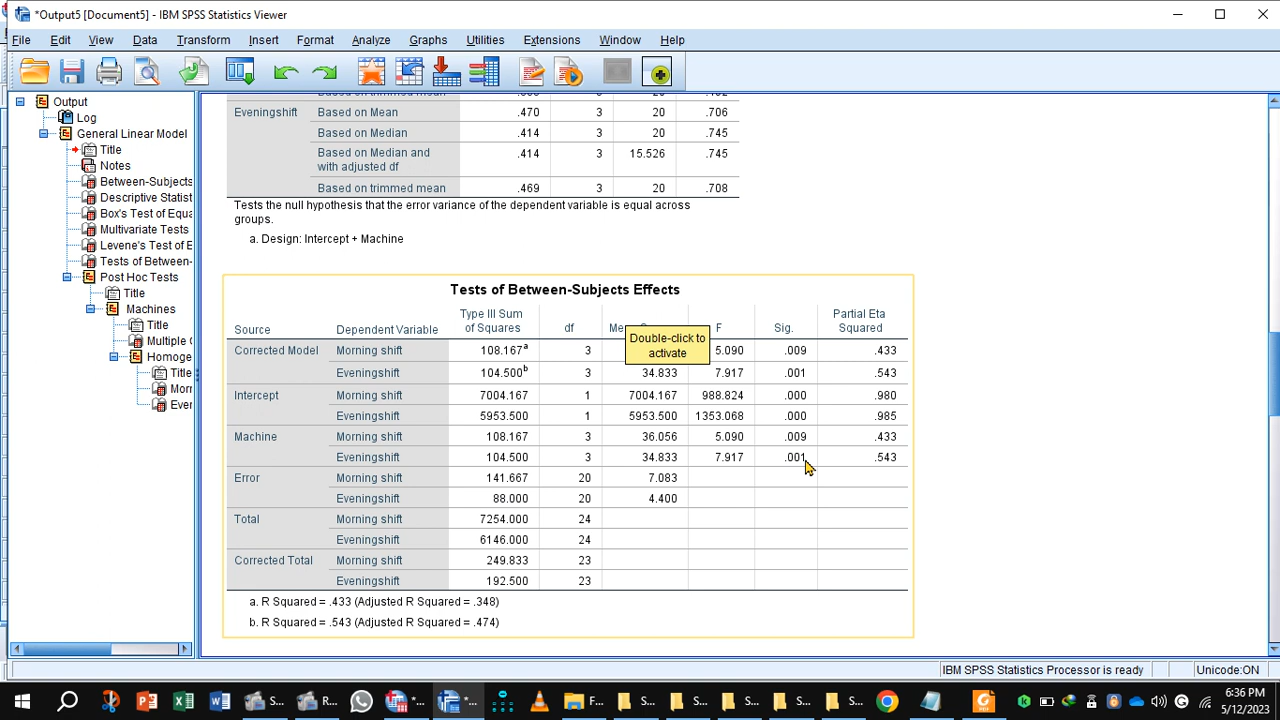 *Output5 [Document5] - IBM SPSS Statistics Viewer
File Edit View Data Transform Insert Format Analyze Graphs Utilities Extensions Window Help
Output
Log
General Linear Model
Title
Notes
Between-Subjects
Descriptive Statist
Box's Test of Equa
Multivariate Tests
Levene's Test of E
Tests of Between-
Post Hoc Tests
Title
Machines
Title
Multiple C
Homoge
Title
Morr
Ever
Eveningshift Based on Mean .470 3 20 .706
Based on Median .414 3 20 .745
Based on Median and with adjusted df .414 3 15.526 .745
Based on trimmed mean .469 3 20 .708
Tests the null hypothesis that the error variance of the dependent variable is equal across
groups.
a. Design: Intercept + Machine
Tests of Between-Subjects Effects
Source Dependent Variable Type III Sum of Squares df F Sig. Partial Eta Squared
Double-click to
activate
Corrected Model Morning shift 108.167a 3 5.090 .009 .433
Eveningshift 104.500b 3 34.833 7.917 .001 .543
Intercept Morning shift 7004.167 1 7004.167 988.824 .000 .980
Eveningshift 5953.500 1 5953.500 1353.068 .000 .985
Machine Morning shift 108.167 3 36.056 5.090 .009 .433
Eveningshift 104.500 3 34.833 7.917 .001 .543
Error Morning shift 141.667 20 7.083
Eveningshift 88.000 20 4.400
Total Morning shift 7254.000 24
Eveningshift 6146.000 24
Corrected Total Morning shift 249.833 23
Eveningshift 192.500 23
a. R Squared = .433 (Adjusted R Squared = .348)
b. R Squared = .543 (Adjusted R Squared = .474)
IBM SPSS Statistics Processor is ready Unicode:ON
S... R... *... *... F... S... S... S... S... S...
6:36 PM
5/12/2023